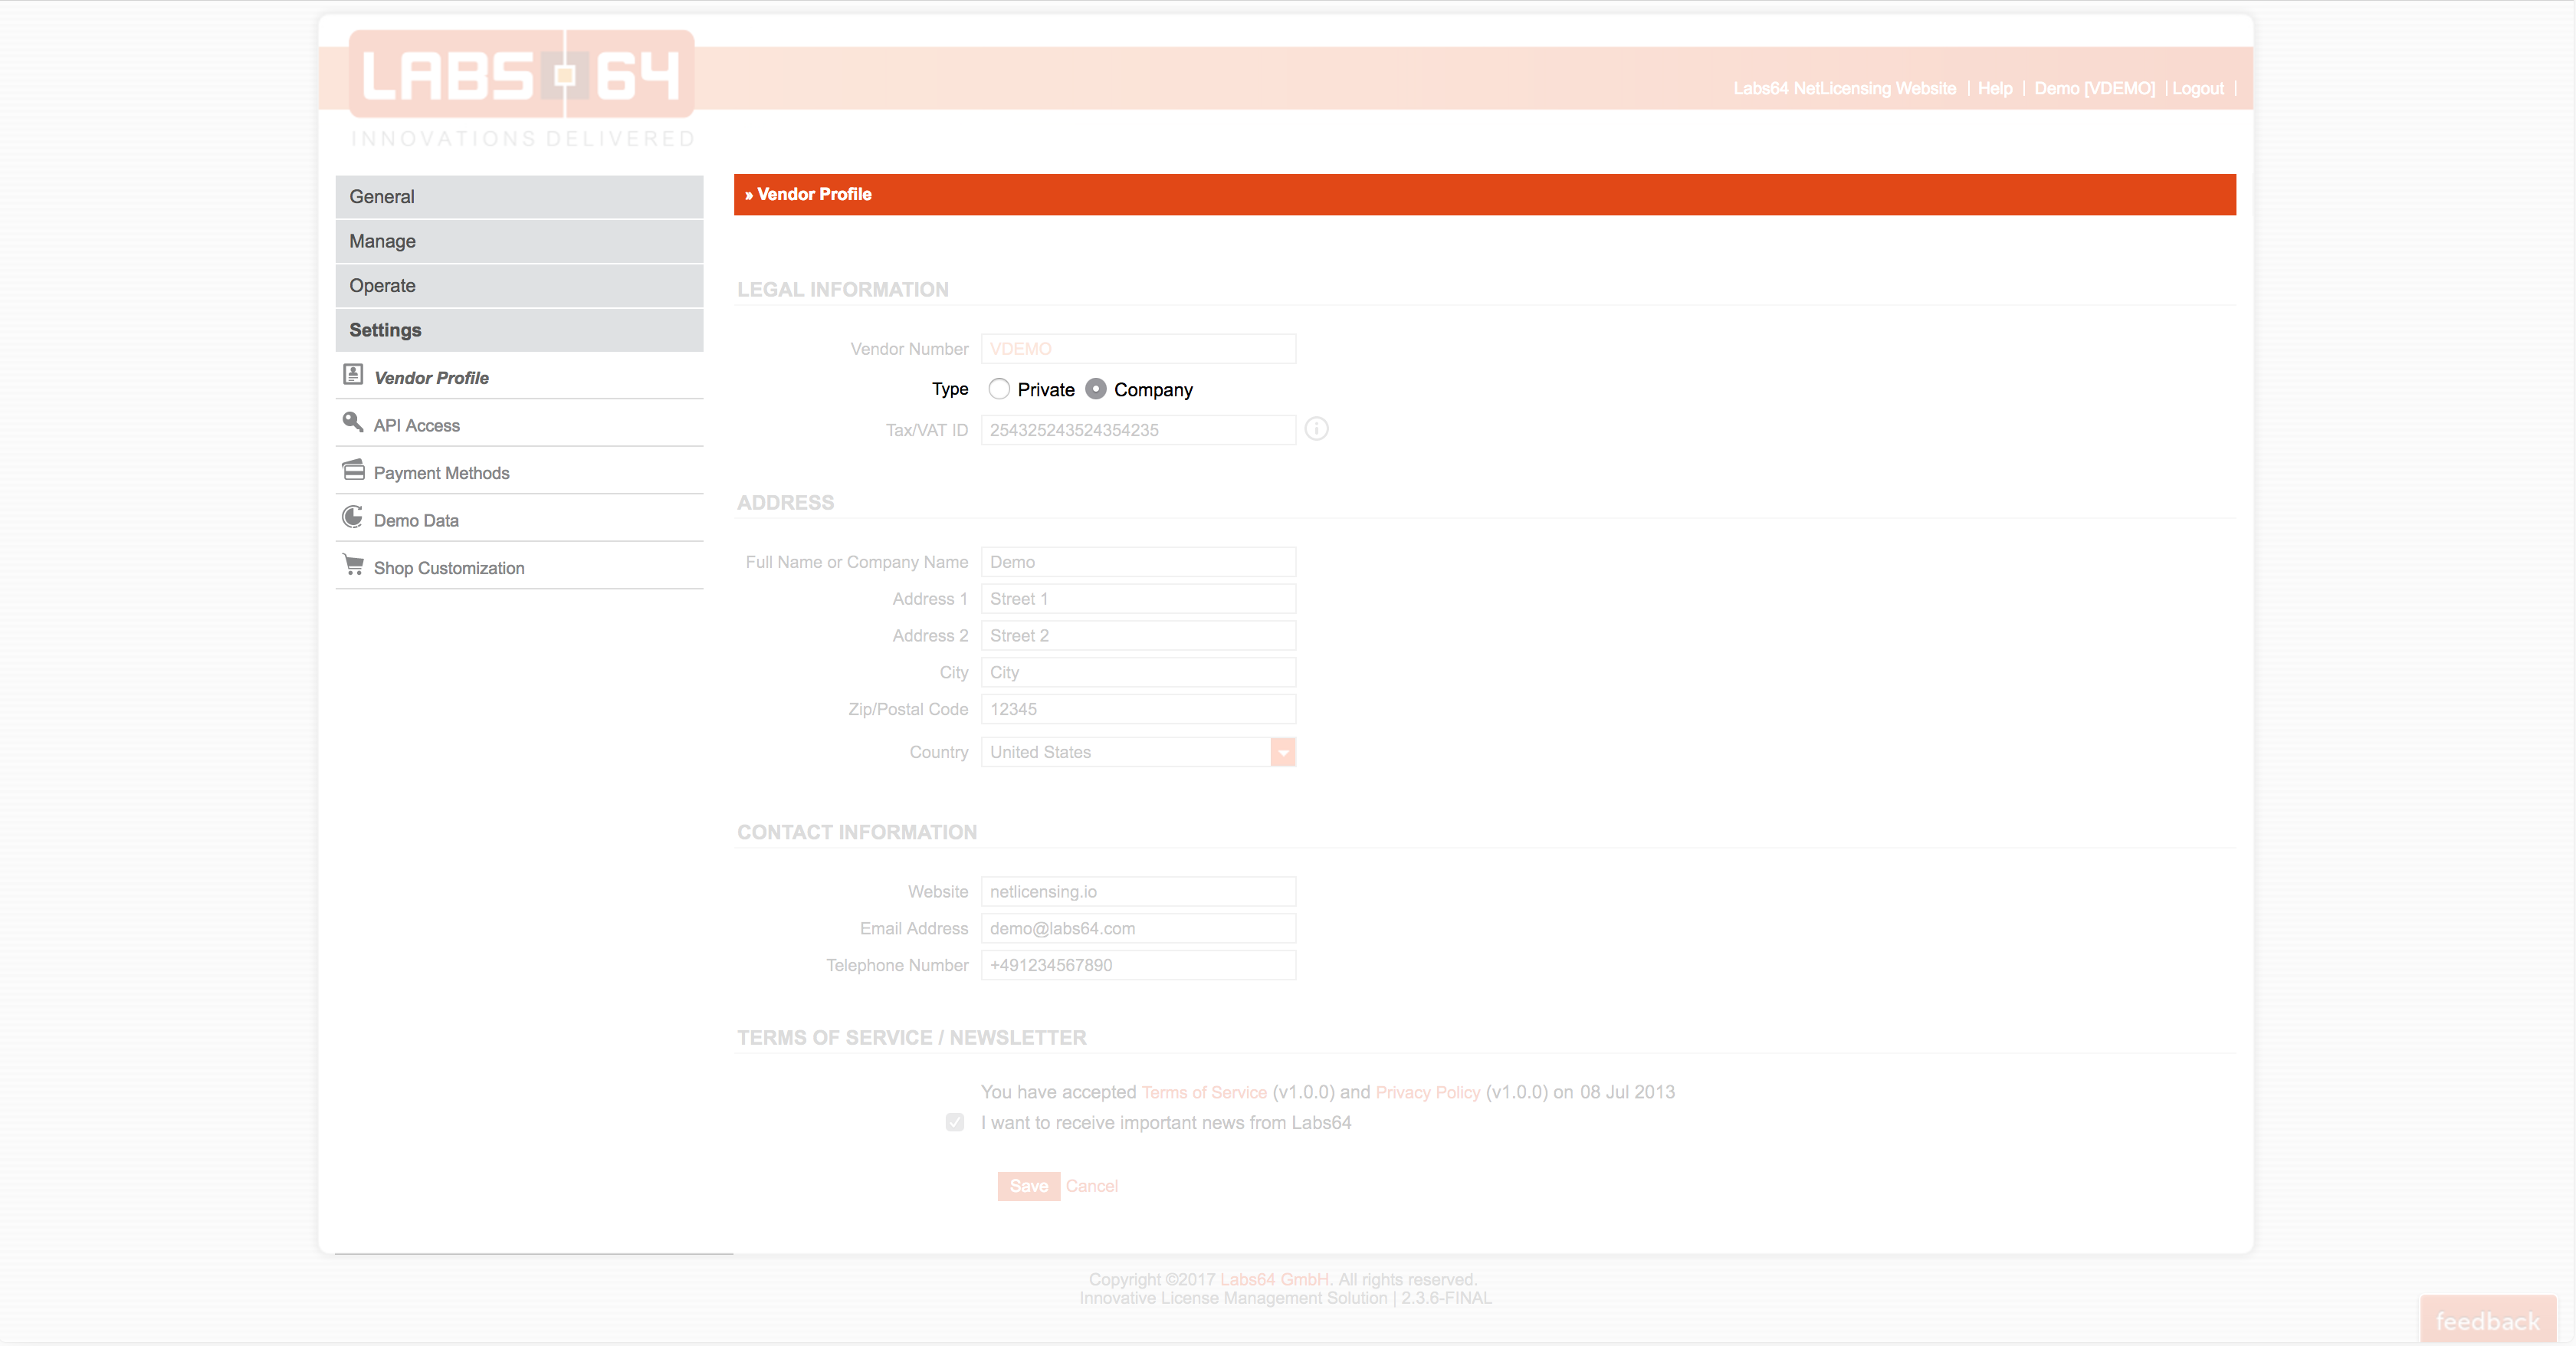 LABS 64
INNOVATIONS DELIVERED
Labs64 NetLicensing Website | Help | Demo [VDEMO] | Logout |
General
Manage
Operate
Settings
Vendor Profile
API Access
Payment Methods
Demo Data
Shop Customization
» Vendor Profile
LEGAL INFORMATION
Vendor Number VDEMO
Type Private Company
Tax/VAT ID 254325243524354235
ADDRESS
Full Name or Company Name Demo
Address 1 Street 1
Address 2 Street 2
City City
Zip/Postal Code 12345
Country United States
CONTACT INFORMATION
Website netlicensing.io
Email Address demo@labs64.com
Telephone Number +491234567890
TERMS OF SERVICE / NEWSLETTER
You have accepted Terms of Service (v1.0.0) and Privacy Policy (v1.0.0) on 08 Jul 2013
I want to receive important news from Labs64
Save Cancel
Copyright ©2017 Labs64 GmbH. All rights reserved.
Innovative License Management Solution | 2.3.6-FINAL
feedback